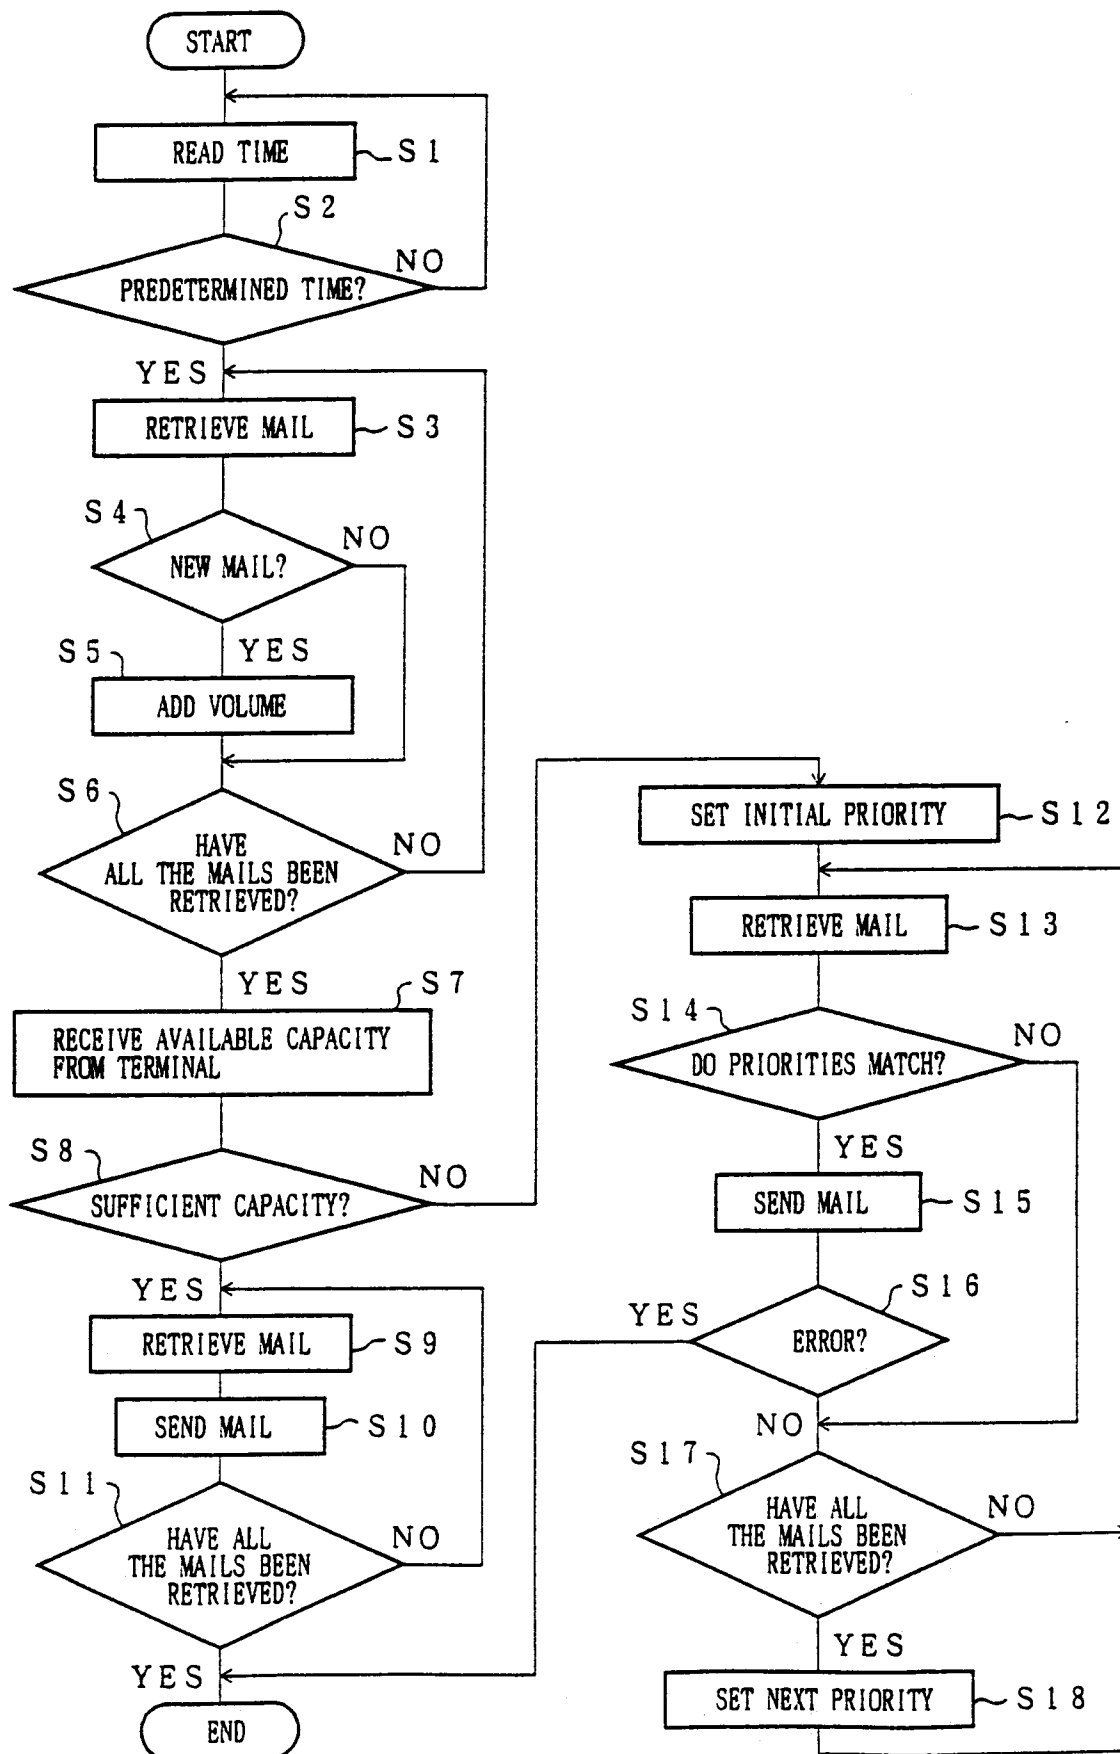 START
READ TIME
S1
S2
PREDETERMINED TIME?
NO
YES
RETRIEVE MAIL
S3
S4
NEW MAIL?
NO
YES
S5
ADD VOLUME
S6
HAVE
ALL THE MAILS BEEN
RETRIEVED?
NO
YES
S7
RECEIVE AVAILABLE CAPACITY
FROM TERMINAL
S8
SUFFICIENT CAPACITY?
NO
YES
RETRIEVE MAIL
S9
SEND MAIL
S10
S11
HAVE ALL
THE MAILS BEEN
RETRIEVED?
NO
YES
END
SET INITIAL PRIORITY
S12
RETRIEVE MAIL
S13
S14
DO PRIORITIES MATCH?
NO
YES
SEND MAIL
S15
S16
ERROR?
YES
NO
S17
HAVE ALL
THE MAILS BEEN
RETRIEVED?
NO
YES
SET NEXT PRIORITY
S18